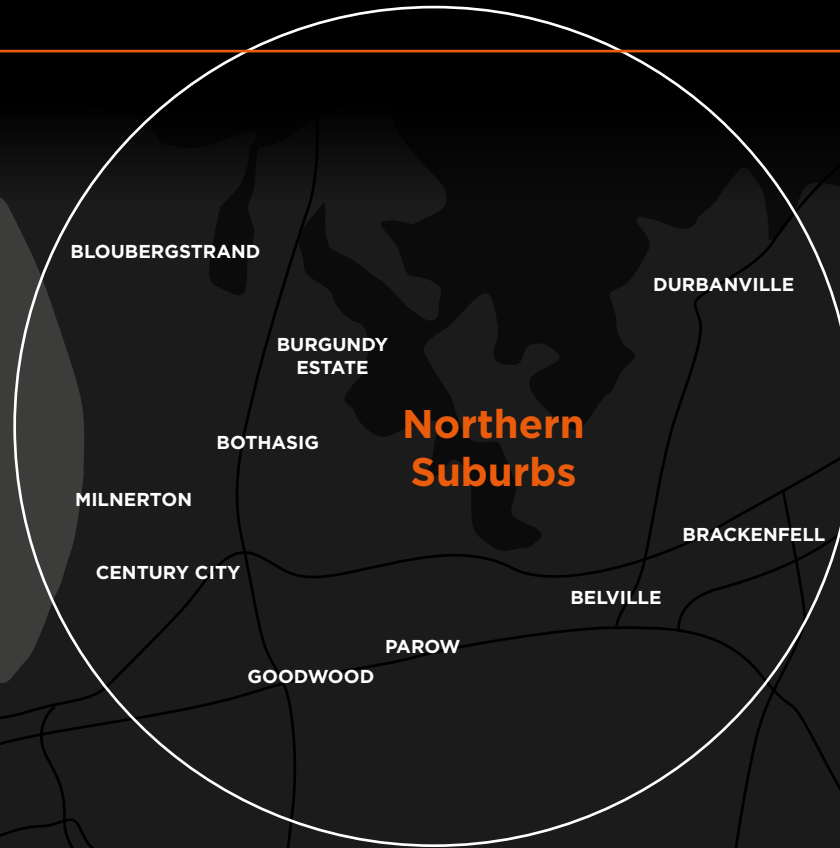 BLOUBERGSTRAND
DURBANVILLE
BURGUNDY
ESTATE
Northern
Suburbs
BOTHASIG
MILNERTON
BRACKENFELL
CENTURY CITY
BELVILLE
PAROW
GOODWOOD